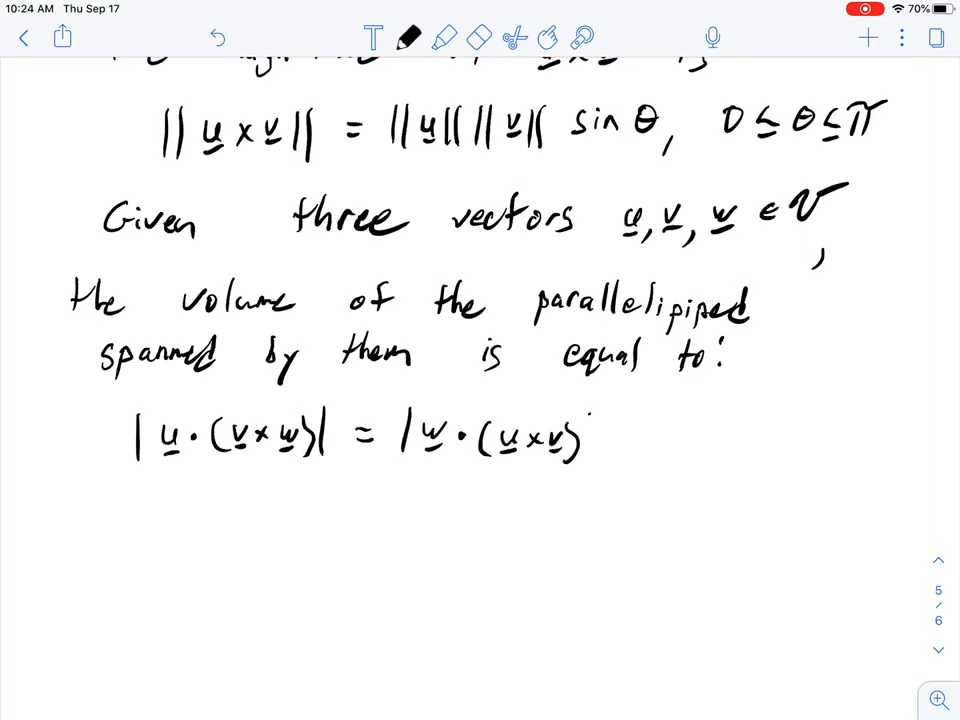 10:24 AM Thu Sep 17 70%
u x v is
||u x v|| = ||u|| ||v|| sin θ, 0 ≤ θ ≤ π
Given three vectors u, v, w ∈ V,
the volume of the parallelipiped
spanned by them is equal to:
|u · (v x w)| = |w · (u x v)
5
/
6